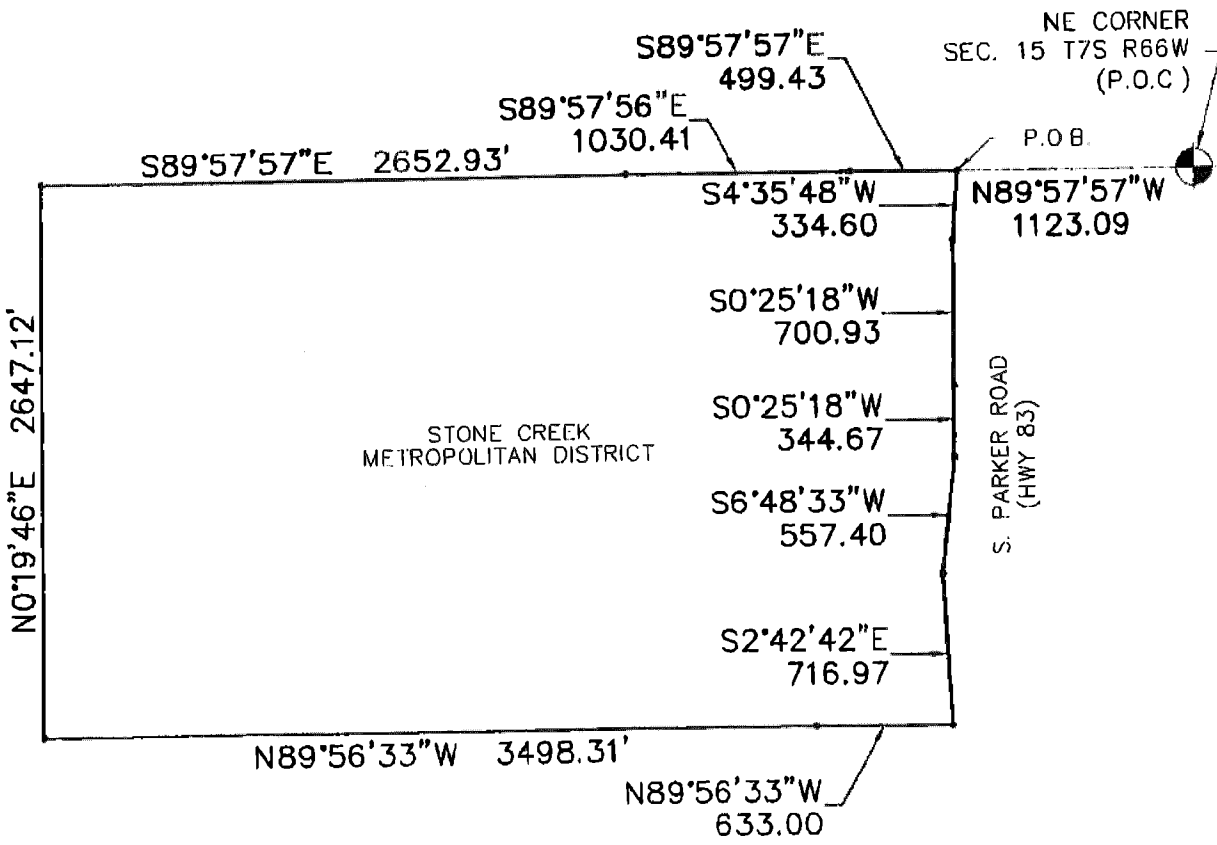 NE CORNER
SEC. 15 T7S R66W
(P.O.C )
S89°57'57"E
499.43
S89°57'56"E
1030.41
S89°57'57"E 2652.93'
P.O B.
N89°57'57"W
1123.09
S4°35'48"W
334.60
S0°25'18"W
700.93
S0°25'18"W
344.67
S6°48'33"W
557.40
S2°42'42"E
716.97
S. PARKER ROAD
(HWY 83)
STONE CREEK
METROPOLITAN DISTRICT
N0°19'46"E 2647.12'
N89°56'33"W 3498.31'
N89°56'33"W
633.00